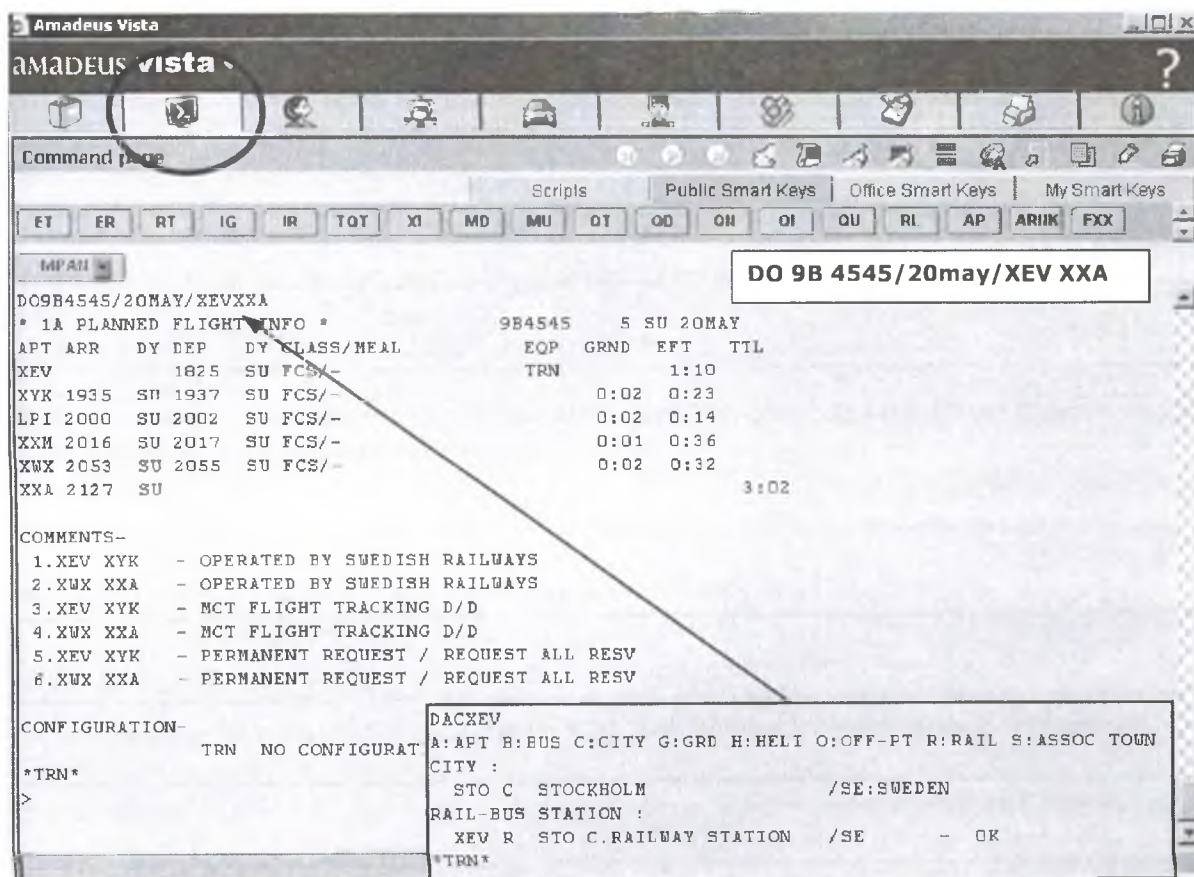 Amadeus Vista
amadeus vista
?
Command page
Scripts Public Smart Keys Office Smart Keys My Smart Keys
ET ER RT IG IR TQT XI MD MU QT QD QN QI QU RL AP ARNK FXX
MPAN
DO 9B 4545/20may/XEV XXA
DO9B4545/20MAY/XEVXXA
* 1A PLANNED FLIGHT INFO * 9B4545 5 SU 20MAY
APT ARR DY DEP DY CLASS/MEAL EQP GRND EFT TTL
XEV 1825 SU FCS/- TRN 1:10
XYK 1935 SU 1937 SU FCS/- 0:02 0:23
LPI 2000 SU 2002 SU FCS/- 0:02 0:14
XXM 2016 SU 2017 SU FCS/- 0:01 0:36
XWX 2053 SU 2055 SU FCS/- 0:02 0:32
XXA 2127 SU 3:02
COMMENTS-
1.XEV XYK - OPERATED BY SWEDISH RAILWAYS
2.XWX XXA - OPERATED BY SWEDISH RAILWAYS
3.XEV XYK - MCT FLIGHT TRACKING D/D
4.XWX XXA - MCT FLIGHT TRACKING D/D
5.XEV XYK - PERMANENT REQUEST / REQUEST ALL RESV
6.XWX XXA - PERMANENT REQUEST / REQUEST ALL RESV
CONFIGURATION-
TRN NO CONFIGURAT
*TRN*
>
DACXEV
A:APT B:BUS C:CITY G:GRD H:HELI O:OFF-PT R:RAIL S:ASSOC TOWN
CITY :
STO C STOCKHOLM /SE:SWEDEN
RAIL-BUS STATION :
XEV R STO C.RAILWAY STATION /SE - OK
*TRN*